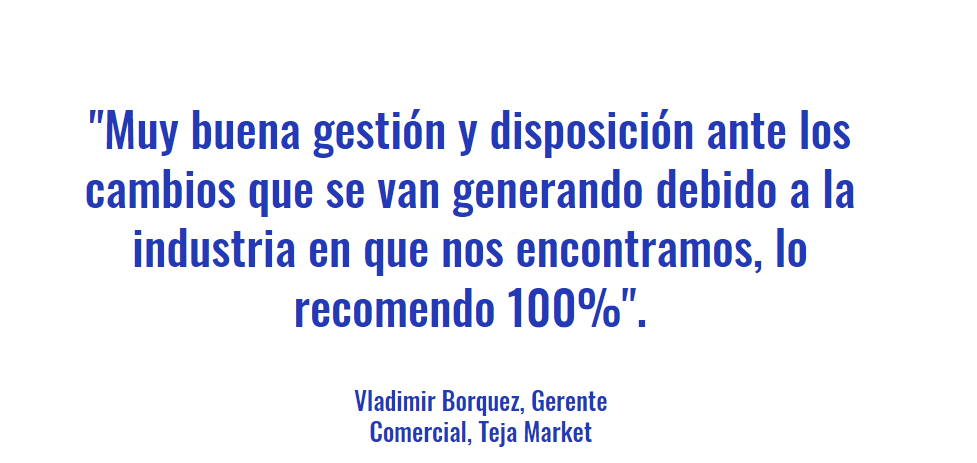 "Muy buena gestión y disposición ante los
cambios que se van generando debido a la
industria en que nos encontramos, lo
recomendo 100%".
Vladimir Borquez, Gerente
Comercial, Teja Market